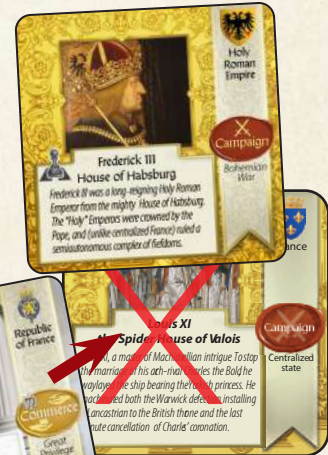 Holy
Roman
Empire
Campaign
Bohemian
War
Frederick III
House of Habsburg
Frederick III was a long-reigning Holy Roman
Emperor from the mighty House of Habsburg.
The "Holy" Emperors were crowned by the
Pope, and (unlike centralized France) ruled a
semiautonomous complex of fiefdoms.
Campaign
Centralized
state
Louis XI
Spider House of Valois
a master of Machiavellian intrigue To stop
the marriage of his arch-rival Charles the Bold he
waylayed the ship bearing the princess. He
both the Warwick defection, installing
Lancastrian to the British throne and the last
cancellation of Charles' coronation.
Republic
of France
Commerce
Great
Privilege